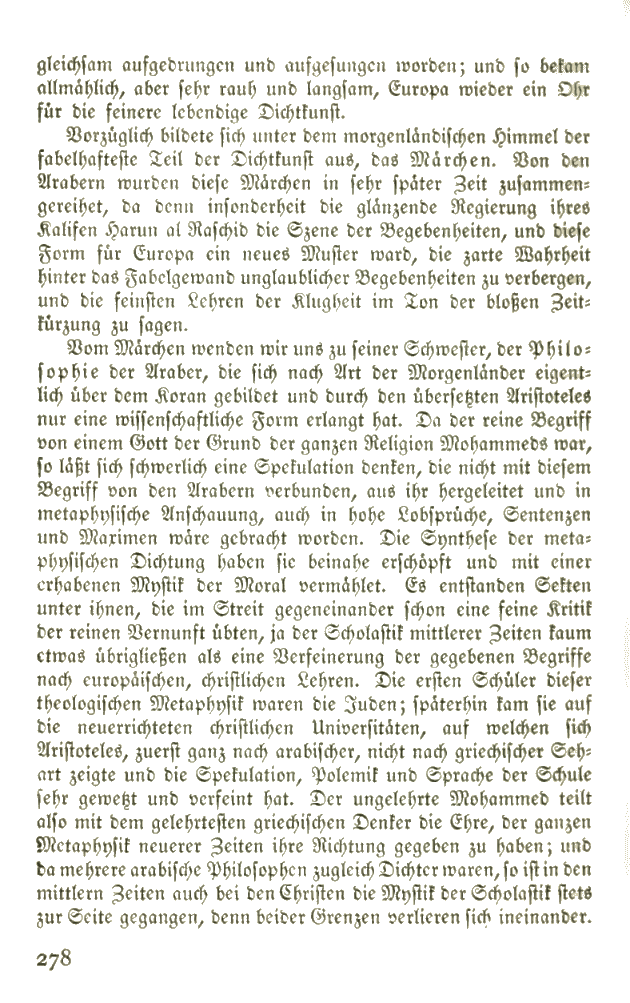 gleichsam aufgedrungen und aufgesungen worden; und so bekam
allmählich, aber sehr rauh und langsam, Europa wieder ein Ohr
für die feinere lebendige Dichtkunst.
Vorzüglich bildete sich unter dem morgenländischen Himmel der
fabelhafteste Teil der Dichtkunst aus, das Märchen. Von den
Arabern wurden diese Märchen in sehr später Zeit zusammen-
gereihet, da denn insonderheit die glänzende Regierung ihres
Kalifen Harun al Raschid die Szene der Begebenheiten, und diese
Form für Europa ein neues Muster ward, die zarte Wahrheit
hinter das Fabelgewand unglaublicher Begebenheiten zu verbergen,
und die feinsten Lehren der Klugheit im Ton der bloßen Zeit-
kürzung zu sagen.
Vom Märchen wenden wir uns zu seiner Schwester, der Philo-
sophie der Araber, die sich nach Art der Morgenländer eigent-
lich über dem Koran gebildet und durch den übersetzten Aristoteles
nur eine wissenschaftliche Form erlangt hat. Da der reine Begriff
von einem Gott der Grund der ganzen Religion Mohammeds war,
so läßt sich schwerlich eine Spekulation denken, die nicht mit diesem
Begriff von den Arabern verbunden, aus ihr hergeleitet und in
metaphysische Anschauung, auch in hohe Lobsprüche, Sentenzen
und Maximen wäre gebracht worden. Die Synthese der meta-
physischen Dichtung haben sie beinahe erschöpft und mit einer
erhabenen Mystik der Moral vermählet. Es entstanden Sekten
unter ihnen, die im Streit gegeneinander schon eine feine Kritik
der reinen Vernunft übten, ja der Scholastik mittlerer Zeiten kaum
etwas übrigließen als eine Verfeinerung der gegebenen Begriffe
nach europäischen, christlichen Lehren. Die ersten Schüler dieser
theologischen Metaphysik waren die Juden; späterhin kam sie auf
die neuerrichteten christlichen Universitäten, auf welchen sich
Aristoteles, zuerst ganz nach arabischer, nicht nach griechischer Seh-
art zeigte und die Spekulation, Polemik und Sprache der Schule
sehr gewetzt und verfeint hat. Der ungelehrte Mohammed teilt
also mit dem gelehrtesten griechischen Denker die Ehre, der ganzen
Metaphysik neuerer Zeiten ihre Richtung gegeben zu haben; und
da mehrere arabische Philosophen zugleich Dichter waren, so ist in den
mittlern Zeiten auch bei den Christen die Mystik der Scholastik stets
zur Seite gegangen, denn beider Grenzen verlieren sich ineinander.
278